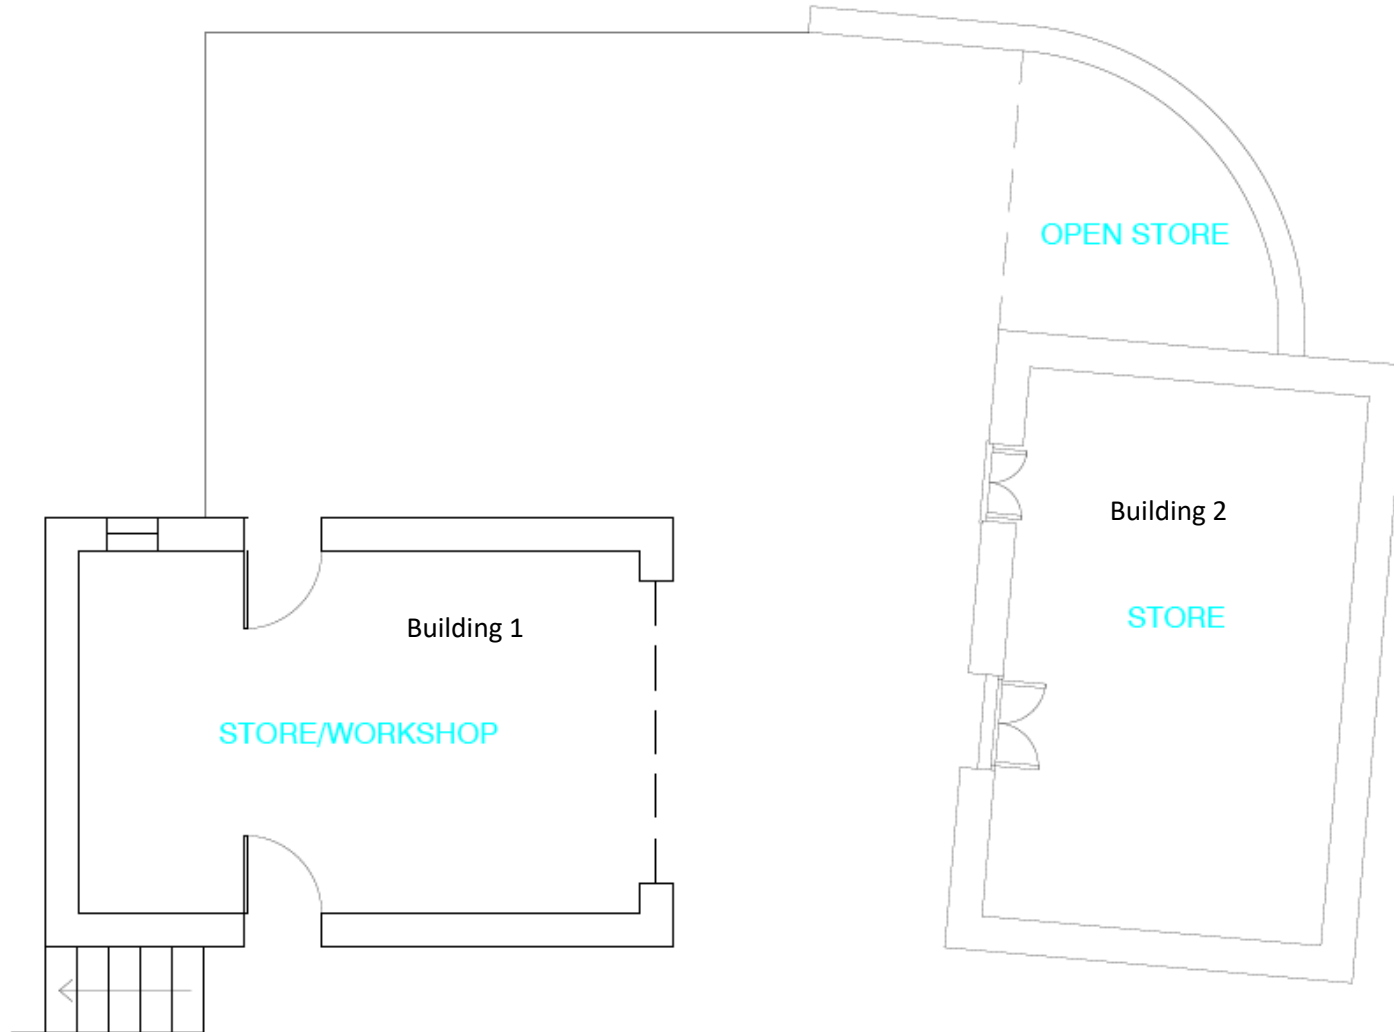 OPEN STORE
Building 2
STORE
Building 1
STORE/WORKSHOP